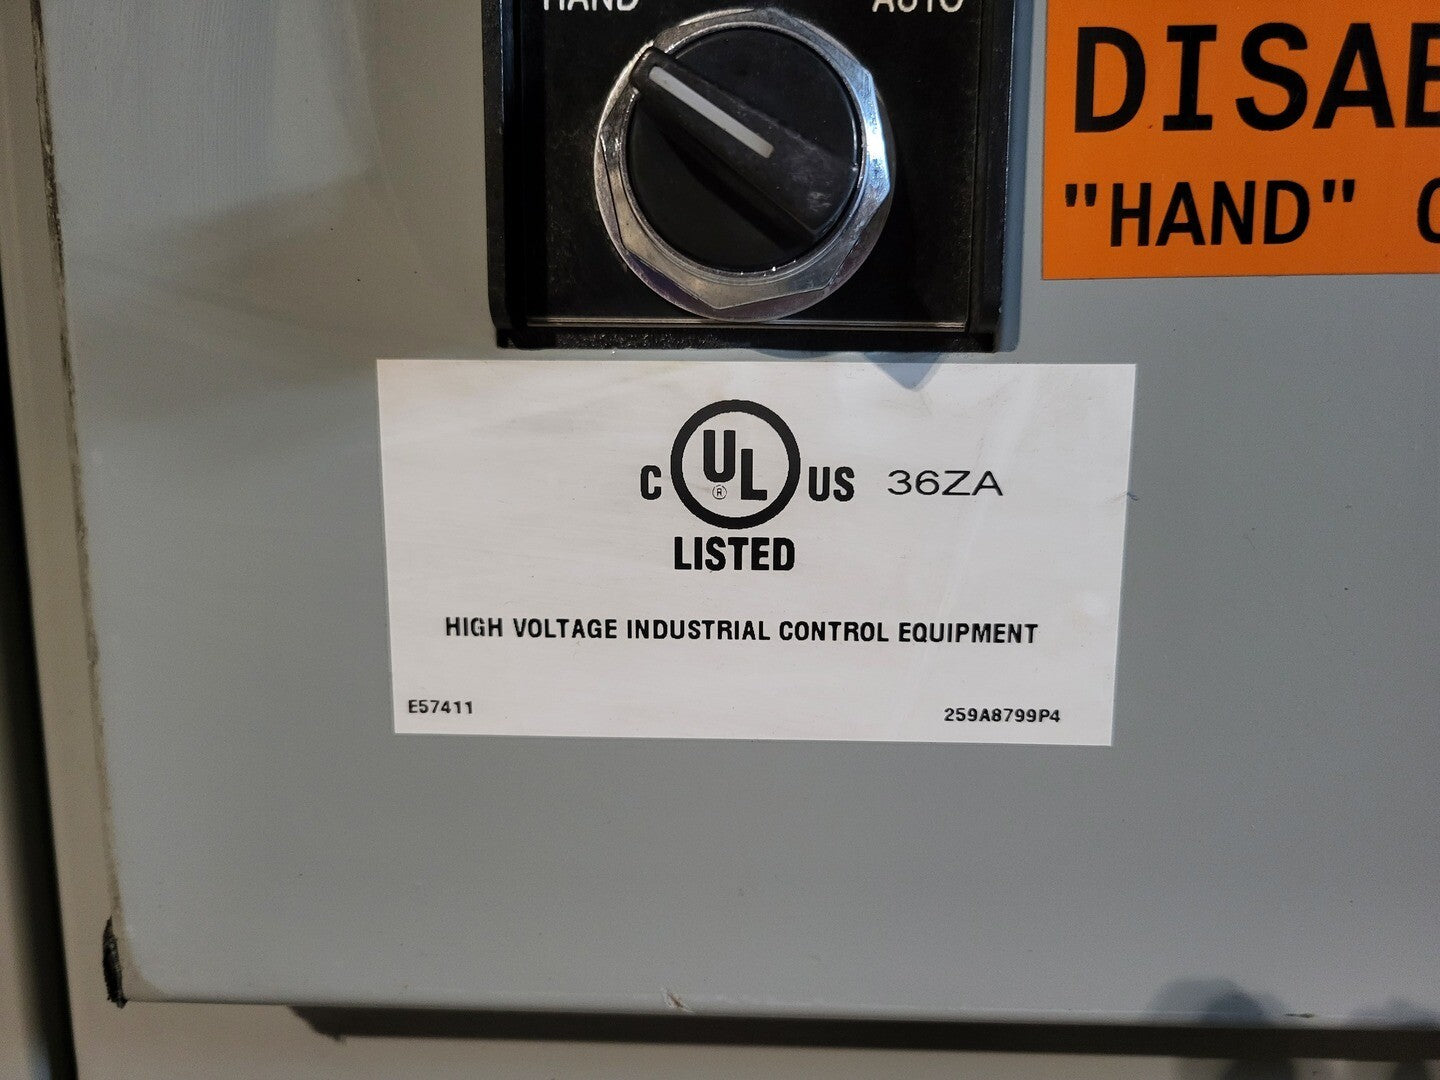 HAND AUTO
DISAB
"HAND"
C UL US 36ZA
®
LISTED
HIGH VOLTAGE INDUSTRIAL CONTROL EQUIPMENT
E57411 259A8799P4